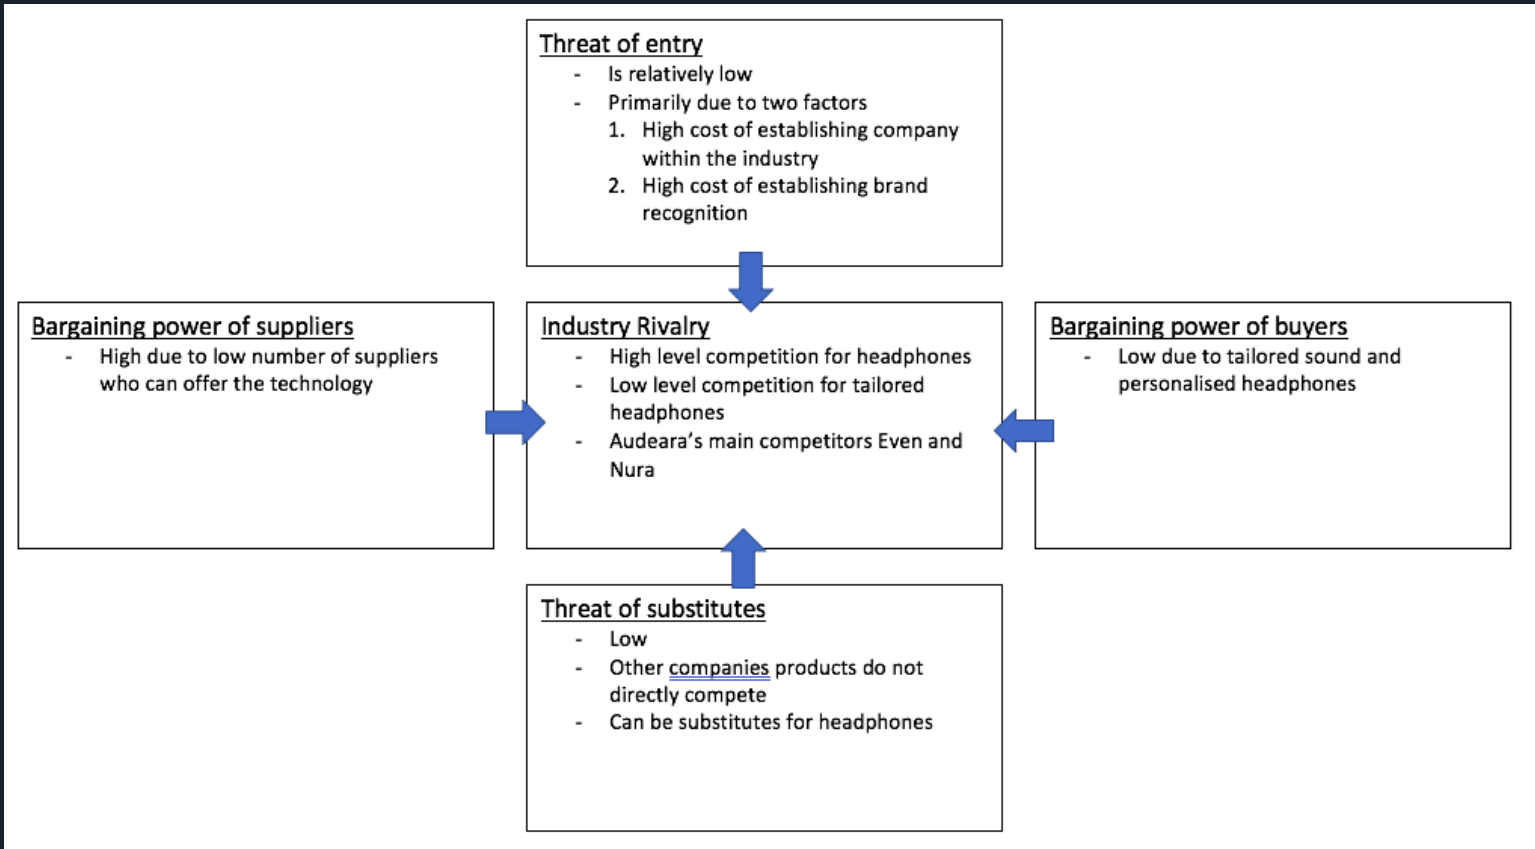 Threat of entry
- Is relatively low
- Primarily due to two factors
1. High cost of establishing company
within the industry
2. High cost of establishing brand
recognition
Bargaining power of suppliers
- High due to low number of suppliers
who can offer the technology
Industry Rivalry
- High level competition for headphones
- Low level competition for tailored
headphones
- Audeara's main competitors Even and
Nura
Bargaining power of buyers
- Low due to tailored sound and
personalised headphones
Threat of substitutes
- Low
- Other companies products do not
directly compete
- Can be substitutes for headphones